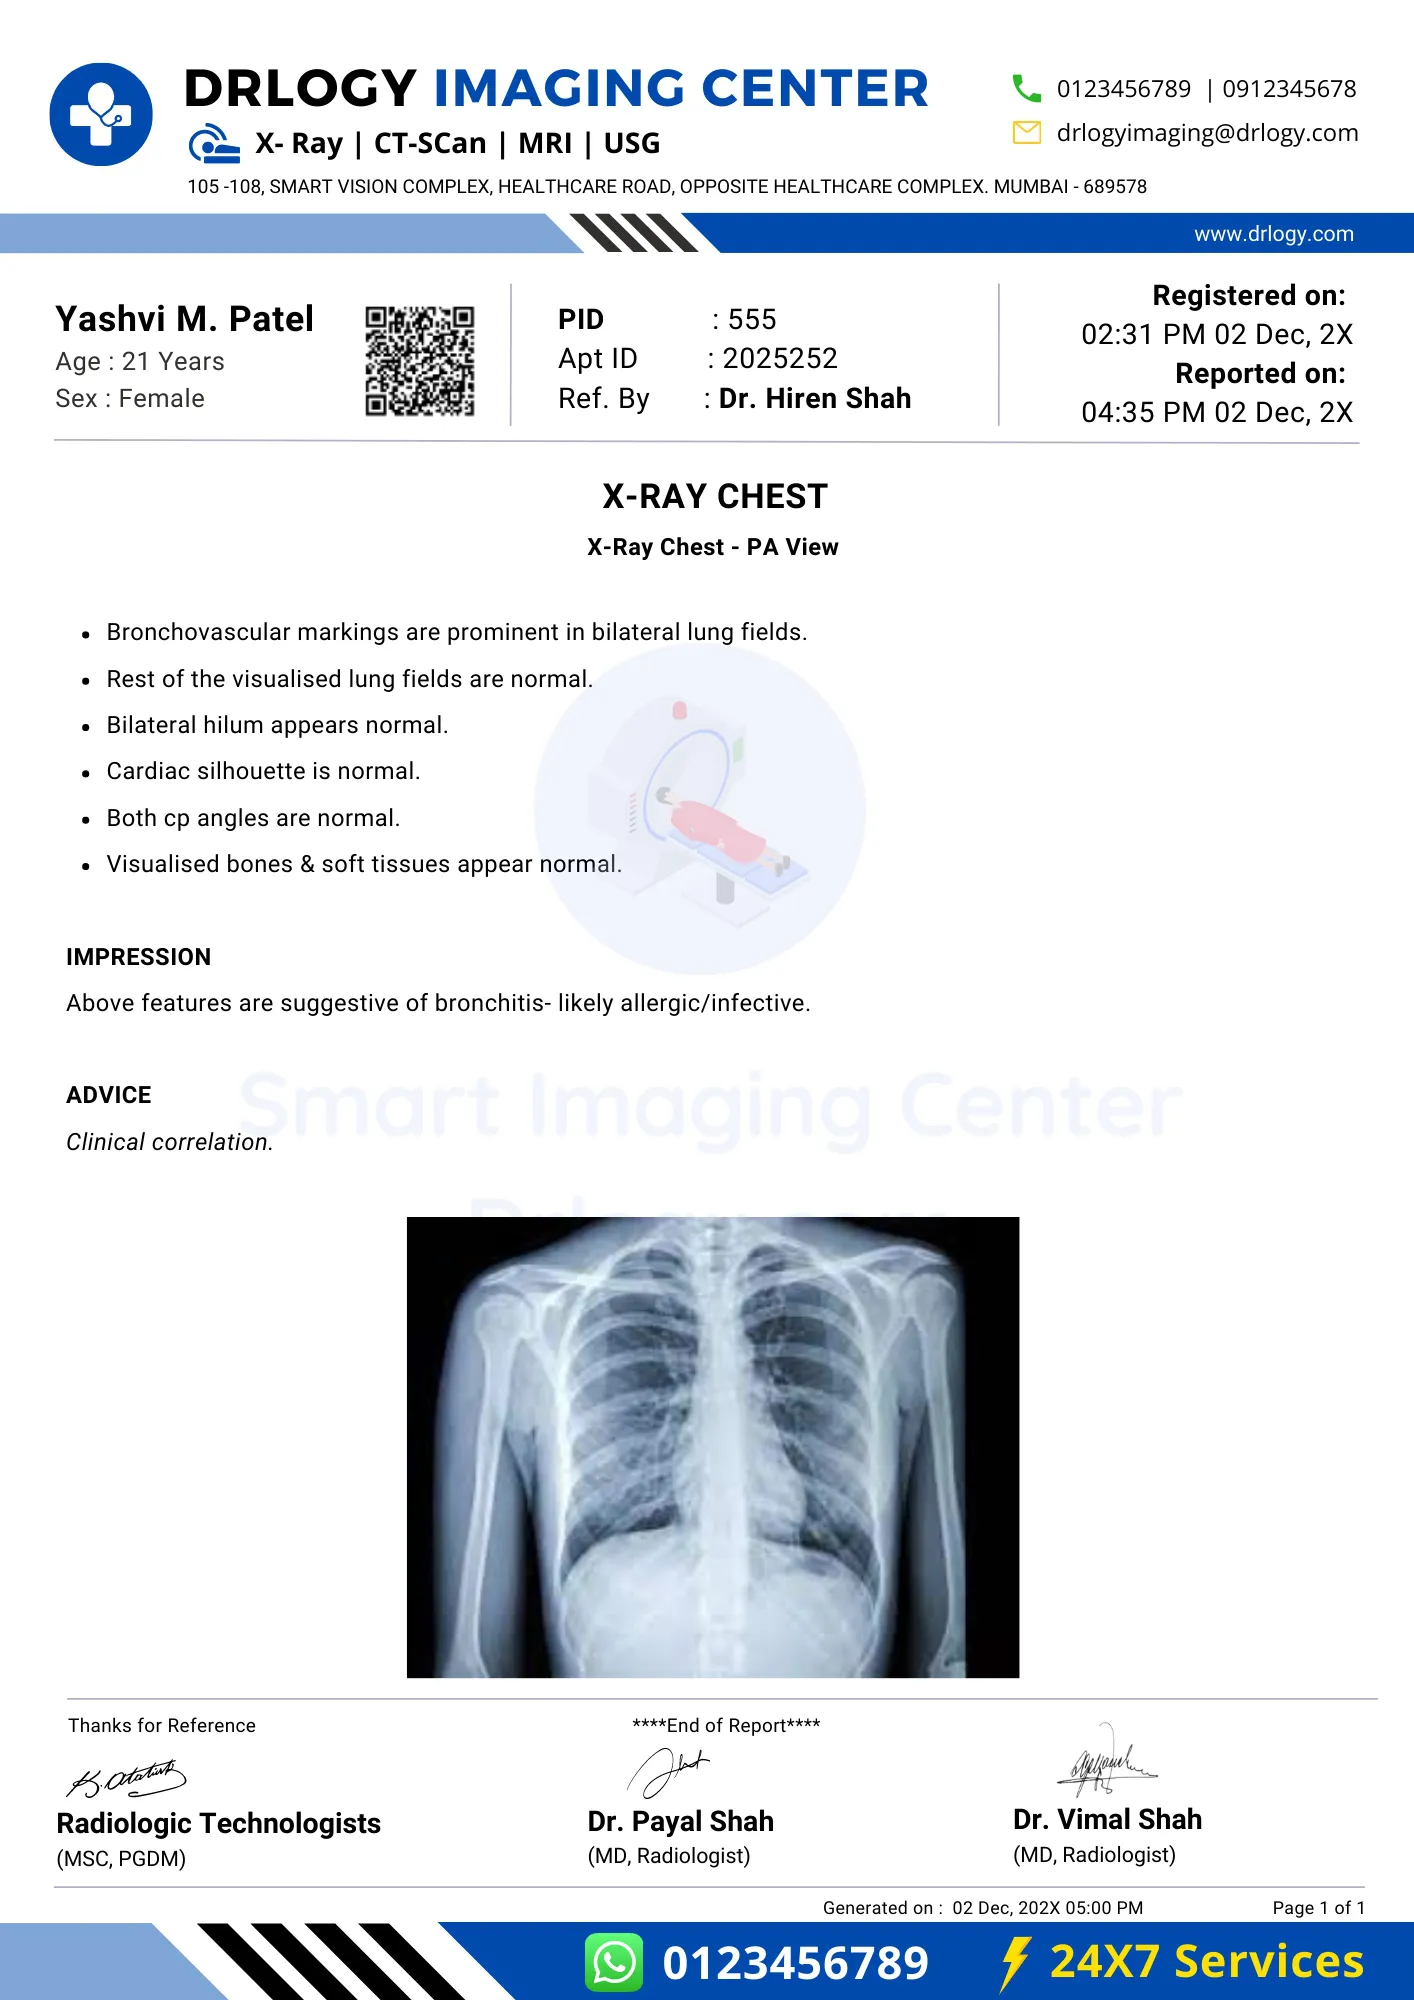 DRLOGY IMAGING CENTER
X- Ray | CT-SCan | MRI | USG
105 -108, SMART VISION COMPLEX, HEALTHCARE ROAD, OPPOSITE HEALTHCARE COMPLEX. MUMBAI - 689578
0123456789 | 0912345678
drlogyimaging@drlogy.com
www.drlogy.com
Yashvi M. Patel
Age : 21 Years
Sex : Female
PID : 555
Apt ID : 2025252
Ref. By : Dr. Hiren Shah
Registered on:
02:31 PM 02 Dec, 2X
Reported on:
04:35 PM 02 Dec, 2X
X-RAY CHEST
X-Ray Chest - PA View
• Bronchovascular markings are prominent in bilateral lung fields.
• Rest of the visualised lung fields are normal.
• Bilateral hilum appears normal.
• Cardiac silhouette is normal.
• Both cp angles are normal.
• Visualised bones & soft tissues appear normal.
IMPRESSION
Above features are suggestive of bronchitis- likely allergic/infective.
ADVICE
Smart Imaging Center
Clinical correlation.
Thanks for Reference
****End of Report****
Radiologic Technologists
(MSC, PGDM)
Dr. Payal Shah
(MD, Radiologist)
Dr. Vimal Shah
(MD, Radiologist)
Generated on : 02 Dec, 202X 05:00 PM
Page 1 of 1
0123456789
24X7 Services